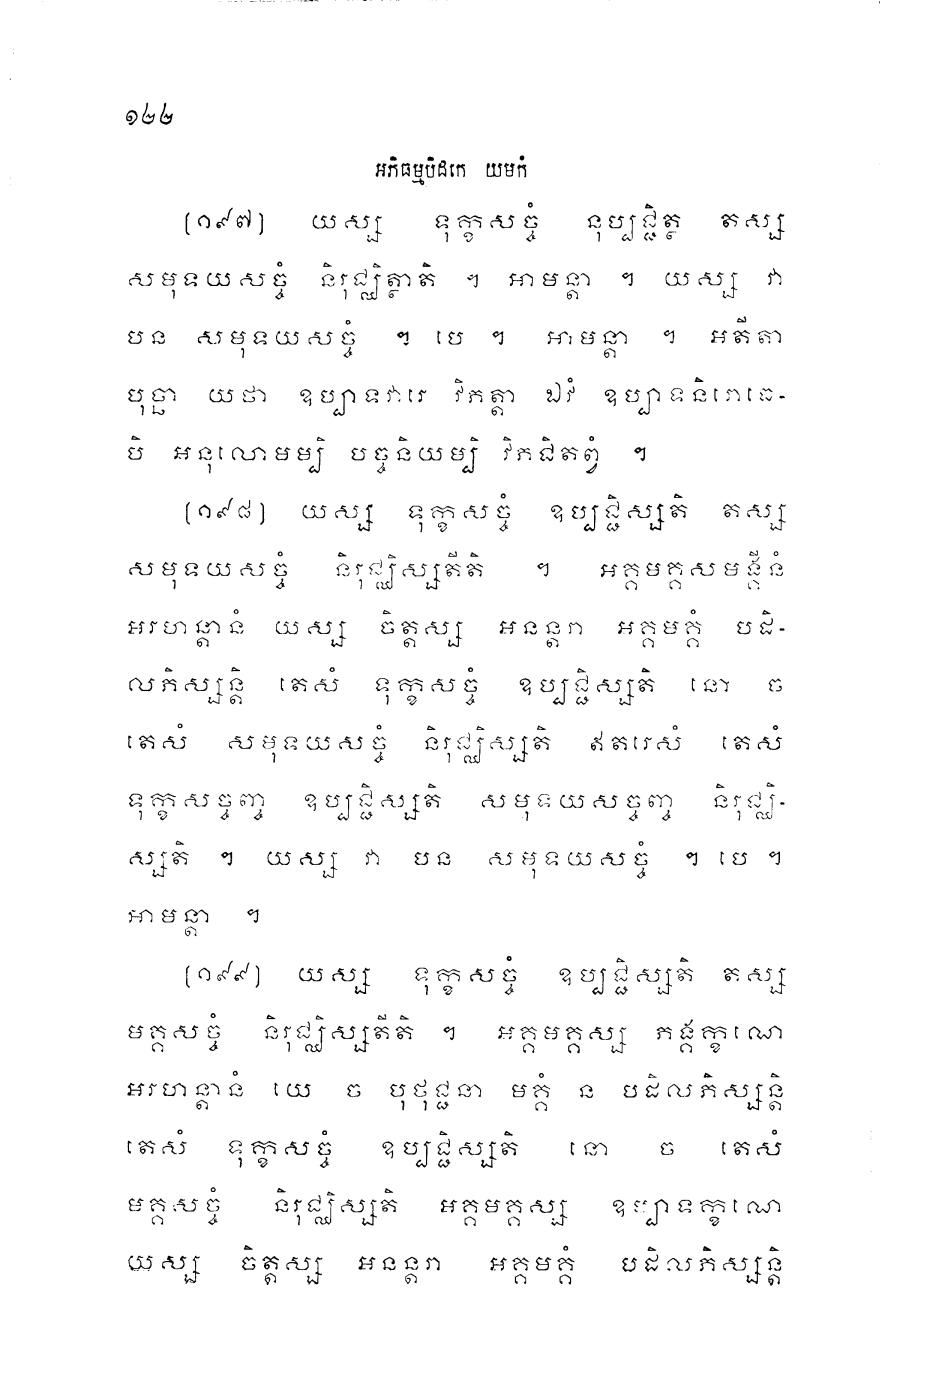 ១២២
អភិធម្មបិដកេ យមកំ
(១៩៧) យស្ស ទុក្ខសច្ចំ នុប្បជ្ជិត្ថ តស្ស
សមុទយសច្ចំ និរុជ្ឈិត្ថាតិ ។ អាមន្តា ។ យស្ស វា
បន សមុទយសច្ចំ ។ បេ ។ អាមន្តា ។ អតីតា
បុច្ឆា យថា ឧប្បាទវារេ វិភត្តា ឯវំ ឧប្បាទនិរោធេ-
បិ អនុលោមម្បិ បច្ចនិយម្បិ វិភជិតព្វំ ។
(១៩៨) យស្ស ទុក្ខសច្ចំ ឧប្បជ្ជិស្សតិ តស្ស
សមុទយសច្ចំ និរុជ្ឈិស្សតីតិ ។ អគ្គមគ្គសមង្គីនំ
អរហន្តានំ យស្ស ចិត្តស្ស អនន្តរា អគ្គមគ្គំ បដិ-
លភិស្សន្តិ តេសំ ទុក្ខសច្ចំ ឧប្បជ្ជិស្សតិ នោ ច
តេសំ សមុទយសច្ចំ និរុជ្ឈិស្សតិ ឥតរេសំ តេសំ
ទុក្ខសច្ចញ្ច ឧប្បជ្ជិស្សតិ សមុទយសច្ចញ្ច និរុជ្ឈិ-
ស្សតិ ។ យស្ស វា បន សមុទយសច្ចំ ។ បេ ។
អាមន្តា ។
(១៩៩) យស្ស ទុក្ខសច្ចំ ឧប្បជ្ជិស្សតិ តស្ស
មគ្គសច្ចំ និរុជ្ឈិស្សតីតិ ។ អគ្គមគ្គស្ស ភង្គក្ខណេ
អរហន្តានំ យេ ច បុថុជ្ជនា មគ្គំ ន បដិលភិស្សន្តិ
តេសំ ទុក្ខសច្ចំ ឧប្បជ្ជិស្សតិ នោ ច តេសំ
មគ្គសច្ចំ និរុជ្ឈិស្សតិ អគ្គមគ្គស្ស ឧប្បាទក្ខណេ
យស្ស ចិត្តស្ស អនន្តរា អគ្គមគ្គំ បដិលភិស្សន្តិ